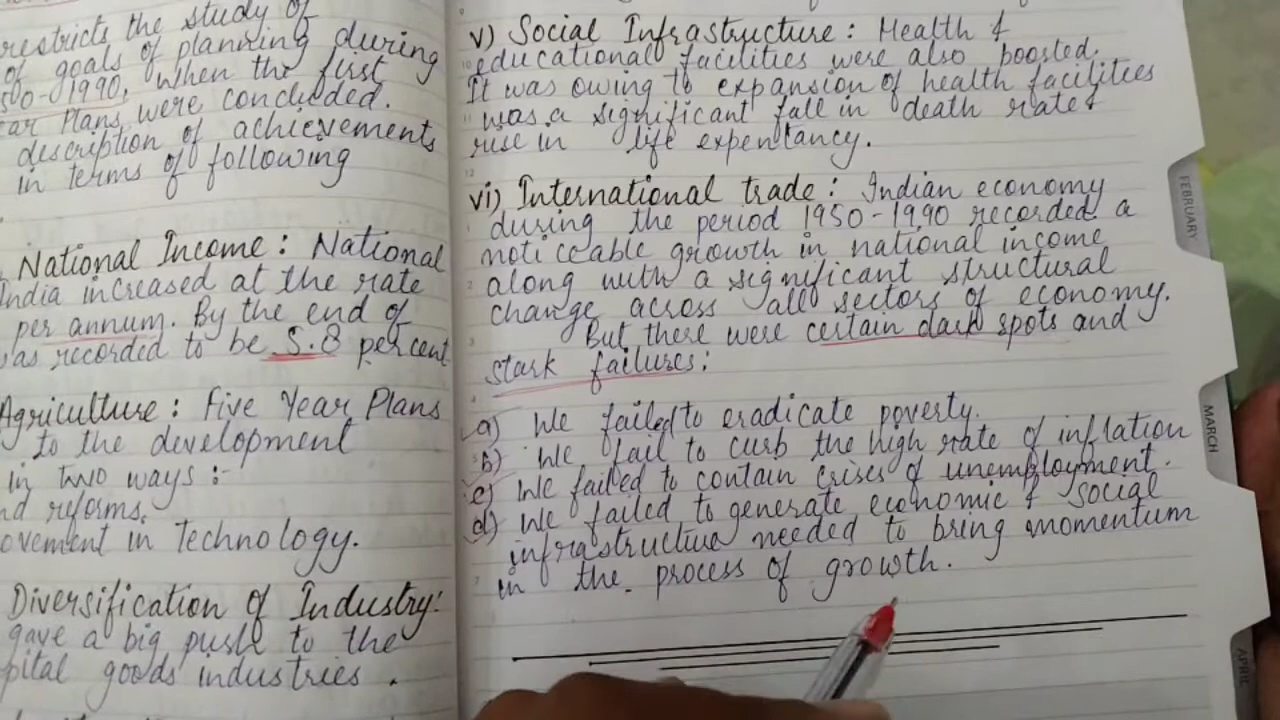 restricts the study of
of goals of planning during
50-1990, when the first
ar Plans were concluded.
description of achievements
in terms of following
National Income: National
India increased at the rate
per annum. By the end of
was recorded to be 5.8 percent
Agriculture: Five Year Plans
to the development
in two ways:-
nd reforms.
ovement in Technology.
Diversification of Industry:
gave a big push to the
pital goods industries.
v) Social Infrastructure: Health &
educational facilities were also boosted.
It was owing to expansion of health facilities
was a significant fall in death rate &
rise in life expentancy.
vi) International trade: Indian economy
during the period 1950-1990 recorded a
noticeable growth in national income
along with a significant structural
change across all sectors of economy.
But there were certain dark spots and
stark failures:
a) We failed to eradicate poverty.
b) We fail to curb the high rate of inflation
c) We failed to contain crises of unemployment.
d) We failed to generate economic & social
infrastructive needed to bring momentum
in the process of growth.
FEBRUARY
MARCH
APRIL